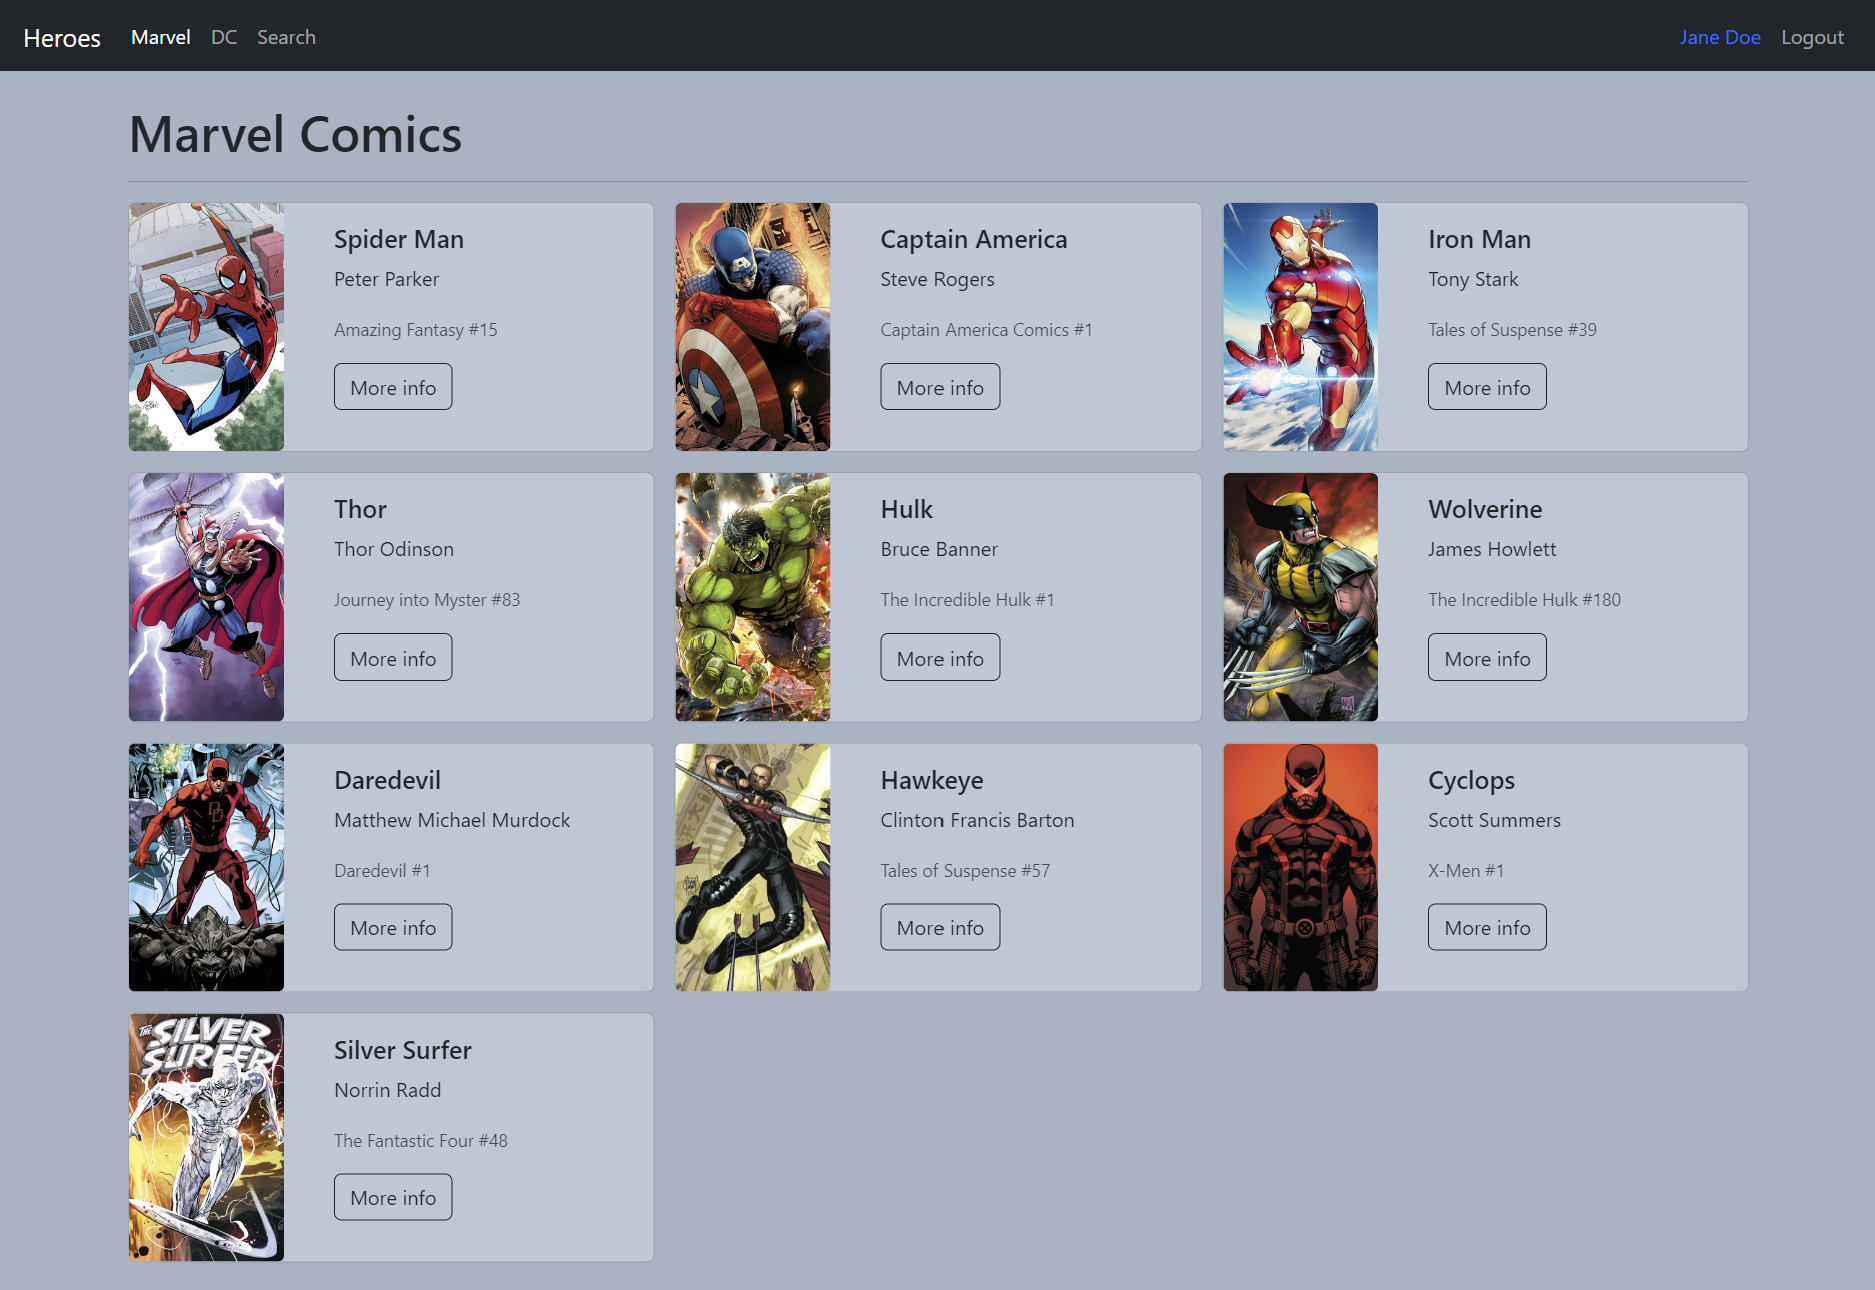 Heroes Marvel DC Search Jane Doe Logout
Marvel Comics
Spider Man
Peter Parker
Amazing Fantasy #15
More info
Captain America
Steve Rogers
Captain America Comics #1
More info
Iron Man
Tony Stark
Tales of Suspense #39
More info
Thor
Thor Odinson
Journey into Myster #83
More info
Hulk
Bruce Banner
The Incredible Hulk #1
More info
Wolverine
James Howlett
The Incredible Hulk #180
More info
DD
Daredevil
Matthew Michael Murdock
Daredevil #1
More info
Hawkeye
Clinton Francis Barton
Tales of Suspense #57
More info
Cyclops
Scott Summers
X-Men #1
More info
THE
SILVER
SURFER
Silver Surfer
Norrin Radd
The Fantastic Four #48
More info